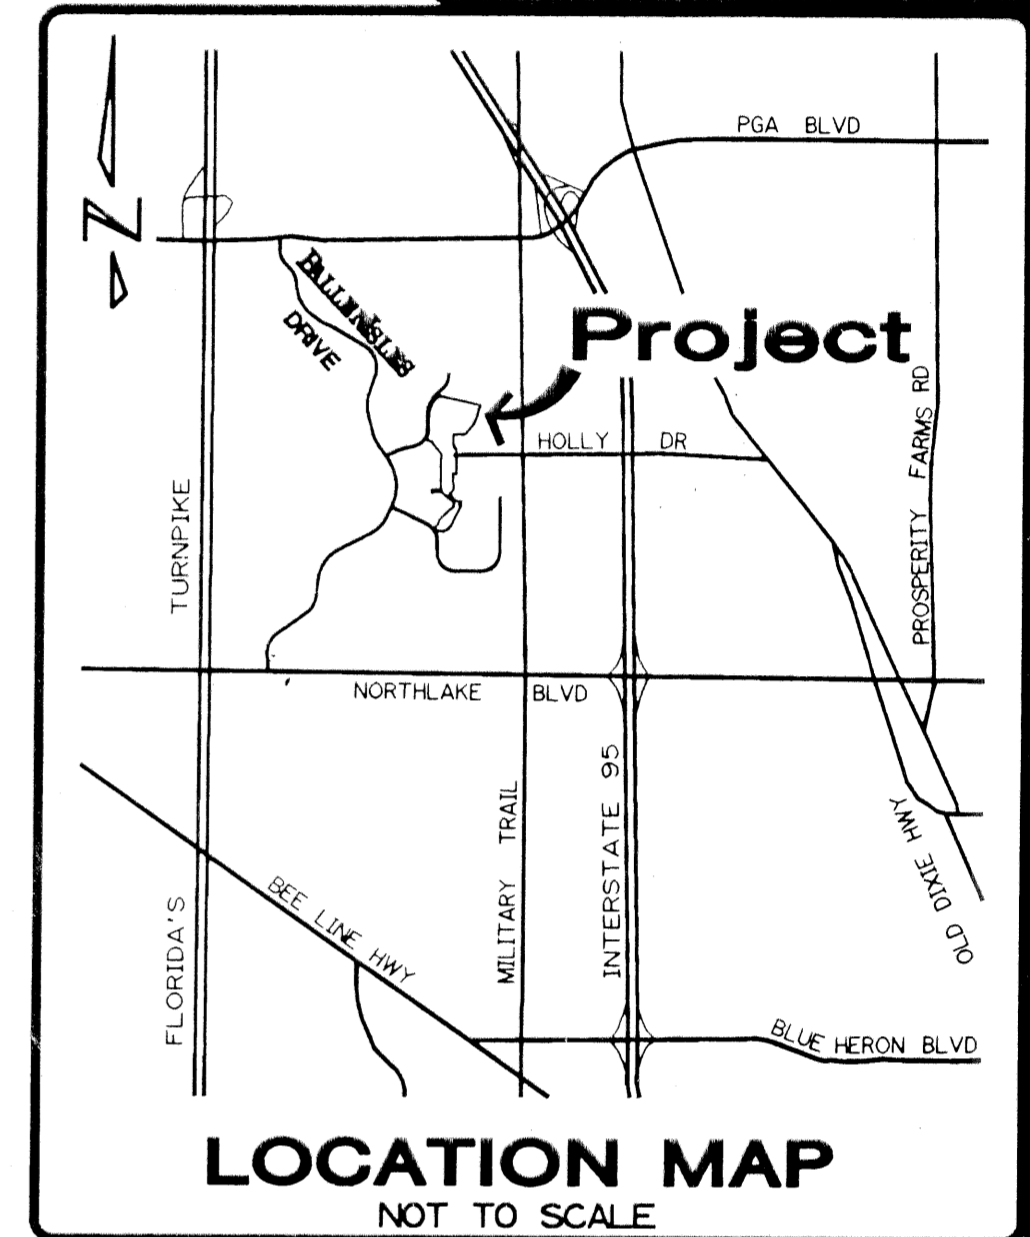 PGA BLVD
N
BALLENISLES
DRIVE
Project
HOLLY DR
PROSPERITY FARMS RD
TURNPIKE
NORTHLAKE BLVD
MILITARY TRAIL
INTERSTATE 95
OLD DIXIE HWY
BEE LINE HWY
FLORIDA'S
BLUE HERON BLVD
LOCATION MAP
NOT TO SCALE